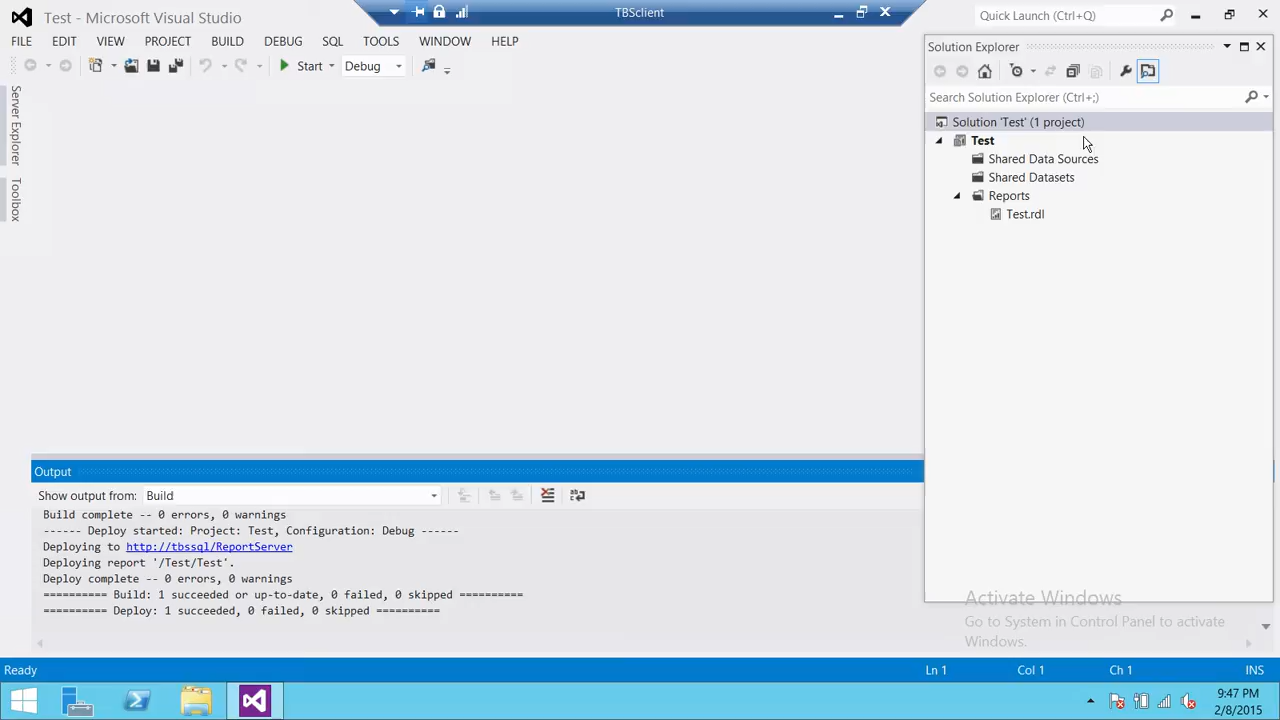 Test - Microsoft Visual Studio
TBSclient
Quick Launch (Ctrl+Q)
FILE EDIT VIEW PROJECT BUILD DEBUG SQL TOOLS WINDOW HELP
Start Debug
Server Explorer
Toolbox
Solution Explorer
Search Solution Explorer (Ctrl+;)
Solution 'Test' (1 project)
Test
Shared Data Sources
Shared Datasets
Reports
Test.rdl
Output
Show output from: Build
Build complete -- 0 errors, 0 warnings
------ Deploy started: Project: Test, Configuration: Debug ------
Deploying to http://tbssql/ReportServer
Deploying report '/Test/Test'.
Deploy complete -- 0 errors, 0 warnings
========== Build: 1 succeeded or up-to-date, 0 failed, 0 skipped ==========
========== Deploy: 1 succeeded, 0 failed, 0 skipped ==========
Activate Windows
Go to System in Control Panel to activate
Windows.
Ready Ln 1 Col 1 Ch 1 INS
9:47 PM
2/8/2015